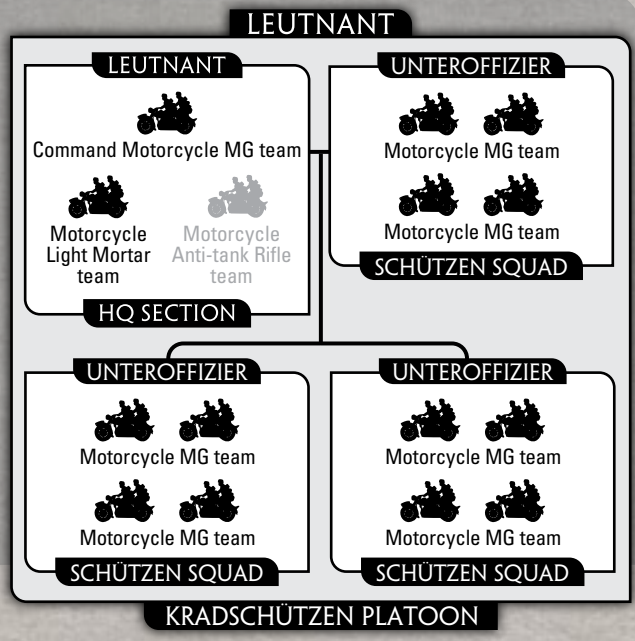 LEUTNANT
LEUTNANT
Command Motorcycle MG team
Motorcycle
Light Mortar
team
Motorcycle
Anti-tank Rifle
team
HQ SECTION
UNTEROFFIZIER
Motorcycle MG team
Motorcycle MG team
SCHÜTZEN SQUAD
UNTEROFFIZIER
Motorcycle MG team
Motorcycle MG team
SCHÜTZEN SQUAD
UNTEROFFIZIER
Motorcycle MG team
Motorcycle MG team
SCHÜTZEN SQUAD
KRADSCHÜTZEN PLATOON